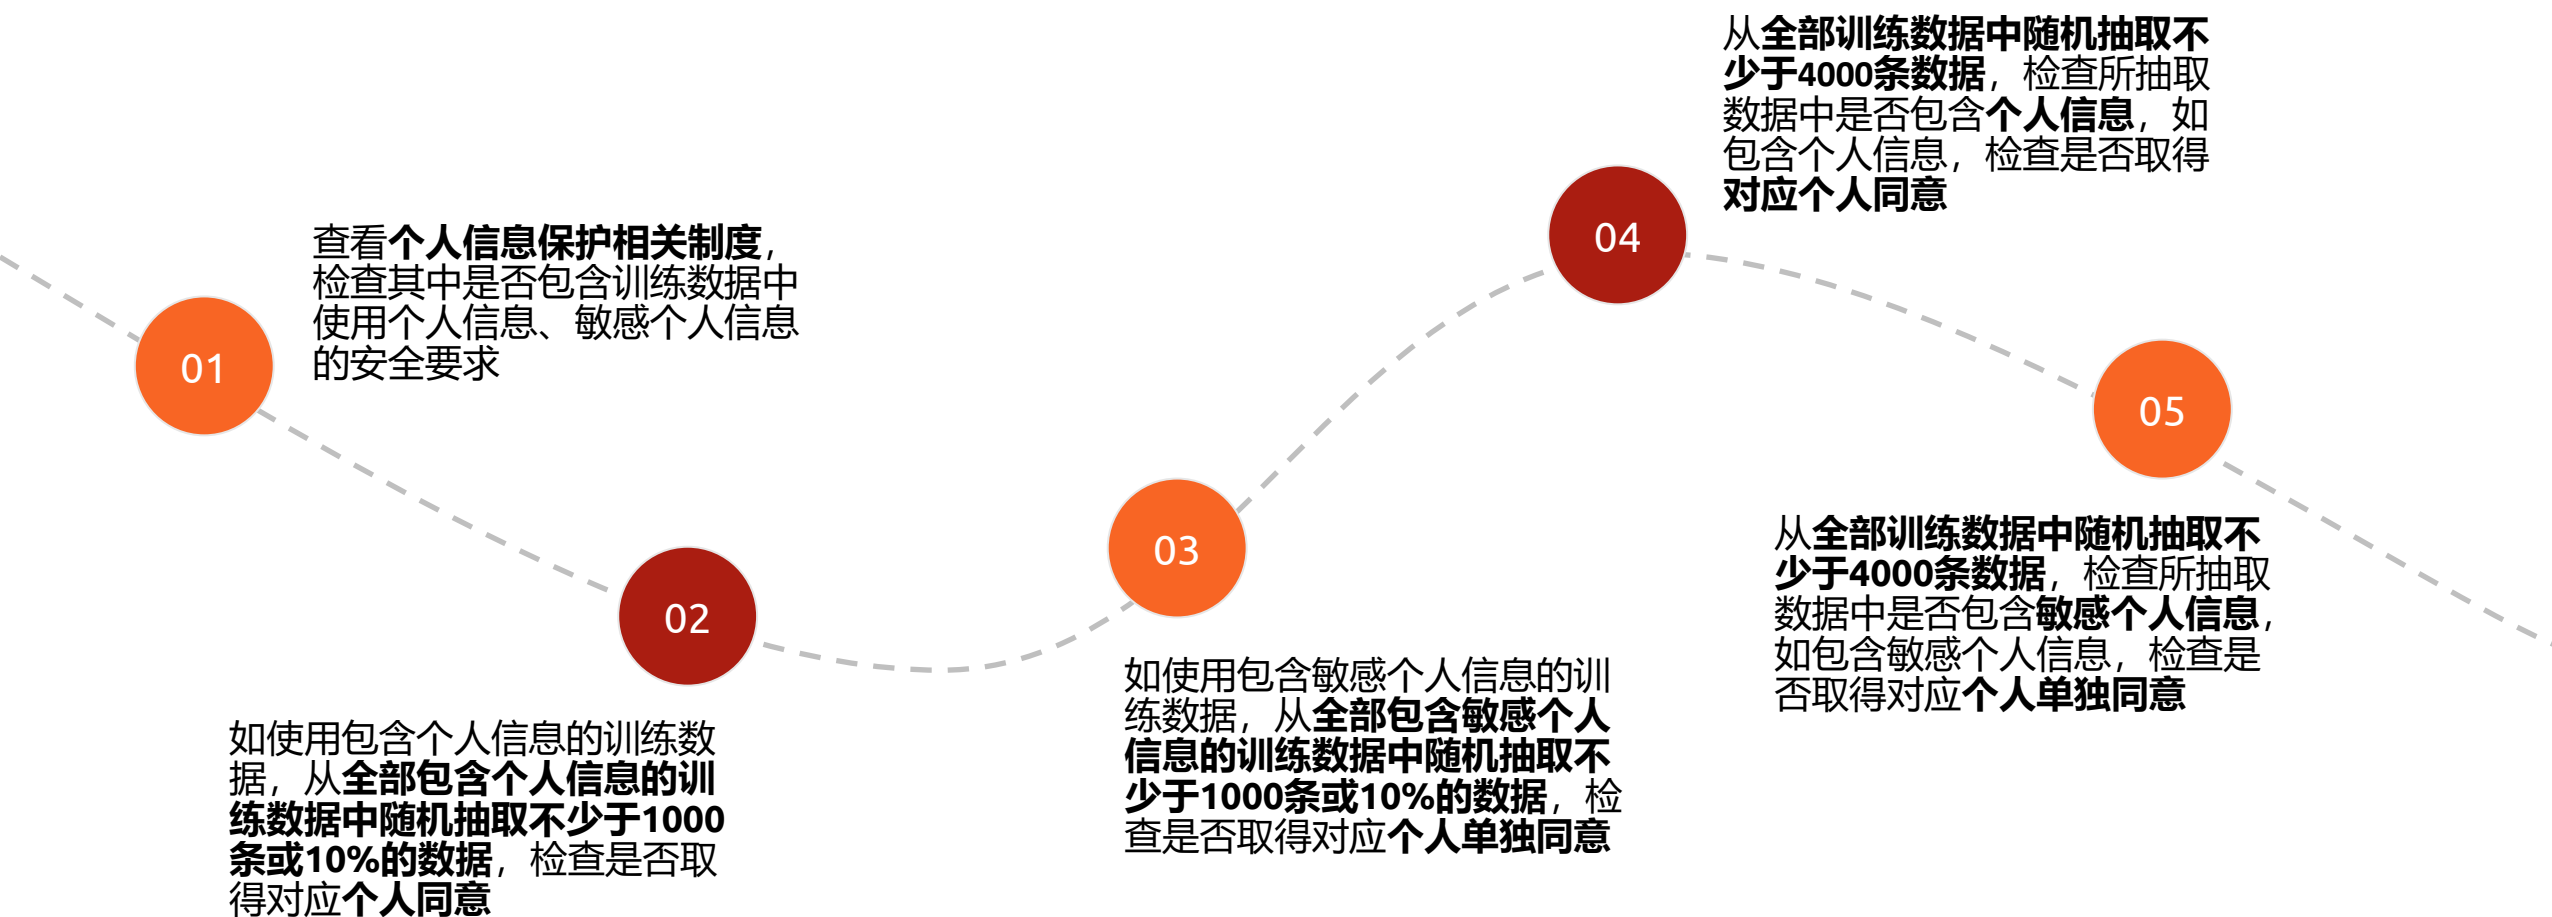 01
查看个人信息保护相关制度，
检查其中是否包含训练数据中
使用个人信息、敏感个人信息
的安全要求
02
如使用包含个人信息的训练数
据，从全部包含个人信息的训
练数据中随机抽取不少于1000
条或10%的数据，检查是否取
得对应个人同意
03
如使用包含敏感个人信息的训
练数据，从全部包含敏感个人
信息的训练数据中随机抽取不
少于1000条或10%的数据，检
查是否取得对应个人单独同意
04
从全部训练数据中随机抽取不
少于4000条数据，检查所抽取
数据中是否包含个人信息，如
包含个人信息，检查是否取得
对应个人同意
05
从全部训练数据中随机抽取不
少于4000条数据，检查所抽取
数据中是否包含敏感个人信息，
如包含敏感个人信息，检查是
否取得对应个人单独同意